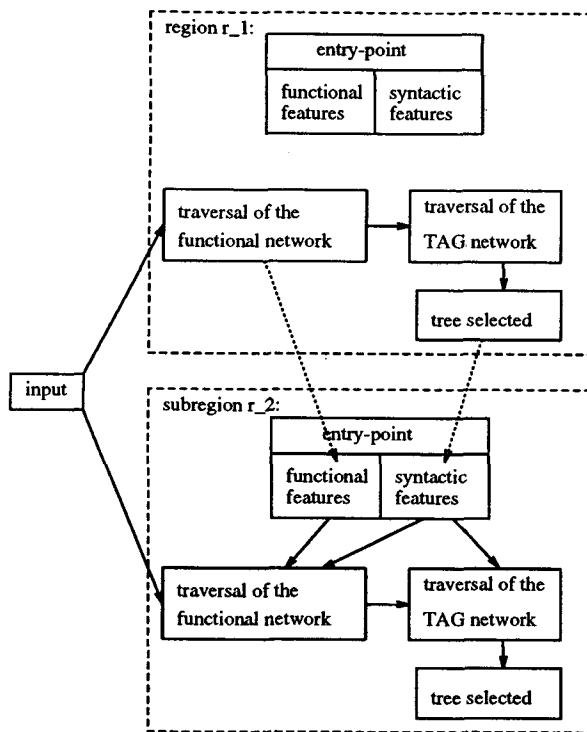 region r_1:
entry-point
functional
features
syntactic
features
traversal of the
functional network
traversal of the
TAG network
tree selected
input
subregion r_2:
entry-point
functional
features
syntactic
features
traversal of the
functional network
traversal of the
TAG network
tree selected